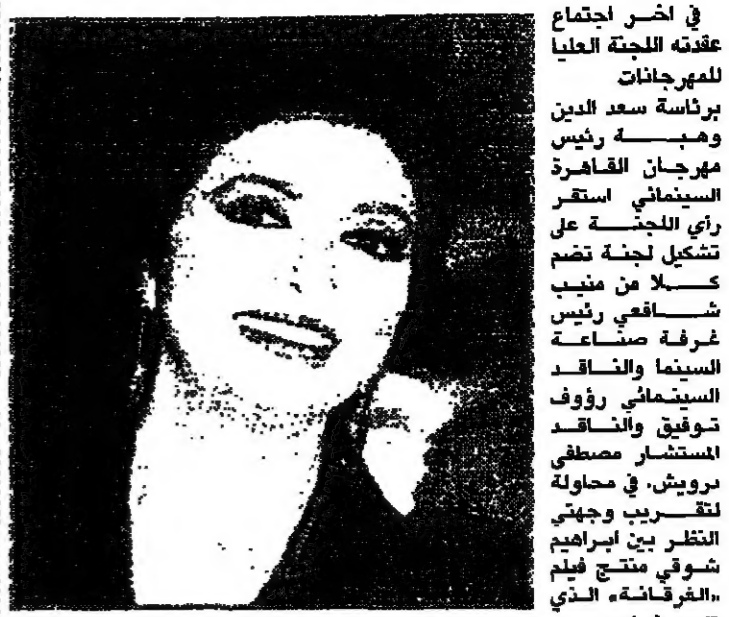 في اخر اجتماع
عقدته اللجنة العليا
للمهرجانات
برئاسة سعد الدين
وهبة رئيس
مهرجان القاهرة
السينمائي استقر
رأي اللجنة على
تشكيل لجنة تضم
كلا من منيب
شافعي رئيس
غرفة صناعة
السينما والناقد
السينمائي رؤوف
توفيق والناقد
المستشار مصطفى
درويش. في محاولة
لتقريب وجهتي
النظر بين ابراهيم
شوقي منتج فيلم
«الغرقانة» الذي